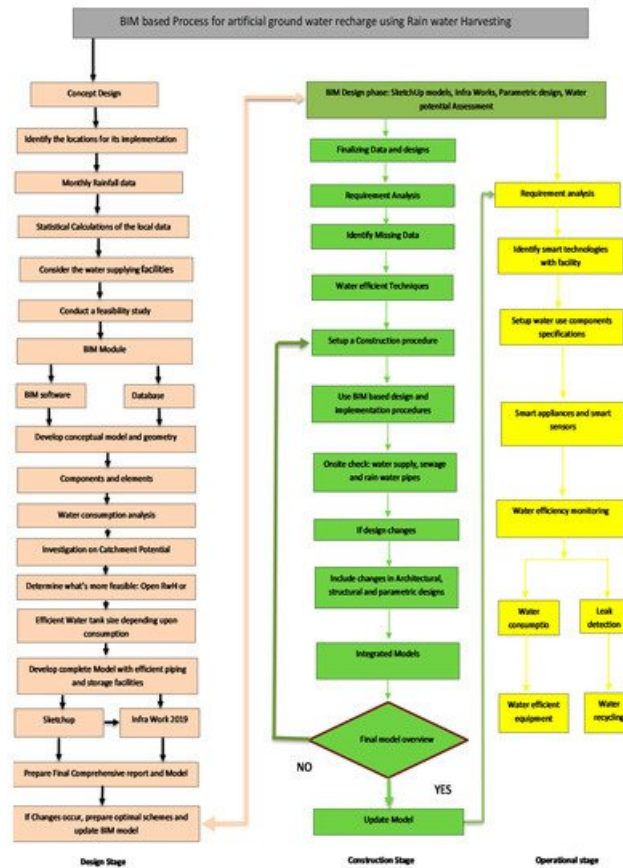 BIM based Process for artificial ground water recharge using Rain water Harvesting
Concept Design
Identify the locations for its implementation
Monthly Rainfall data
Statistical Calculations of the local data
Consider the water supplying facilities
Conduct a feasibility study
BIM Module
BIM software
Database
Develop conceptual model and geometry
Components and elements
Water consumption analysis
Investigation on Catchment Potential
Determine what's more feasible: Open RwH or
Efficient Water tank size depending upon
consumption
Develop complete Model with efficient piping
and storage facilities
Sketchup
Infra Work 2019
Prepare Final Comprehensive report and Model
If Changes occur, prepare optimal schemes and
update BIM model
Design Stage
BIM Design phase: SketchUp models, Infra Works, Parametric design, Water
potential Assessment
Finalizing Data and designs
Requirement Analysis
Identify Missing Data
Water efficient Techniques
Setup a Construction procedure
Use BIM based design and
implementation procedures
Onsite check: water supply, sewage
and rain water pipes
If design changes
Include changes in Architectural,
structural and parametric designs
Integrated Models
Final model overview
NO
YES
Update Model
Construction Stage
Requirement analysis
Identify smart technologies
with facility
Setup water use components
specifications
Smart appliances and smart
sensors
Water efficiency monitoring
Water
consumptio
Leak
detection
Water efficient
equipment
Water
recycling
Operational stage